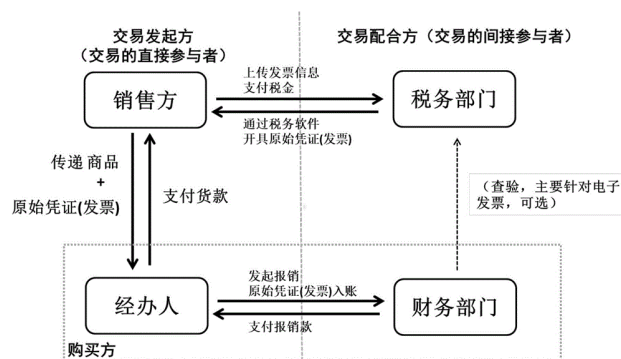 交易发起方
（交易的直接参与者）
交易配合方（交易的间接参与者）
销售方
上传发票信息
支付税金
通过税务软件
开具原始凭证(发票)
税务部门
传递 商品
+
原始凭证(发票)
支付货款
（查验，主要针对电子
发票，可选）
经办人
发起报销
原始凭证(发票)入账
支付报销款
财务部门
购买方